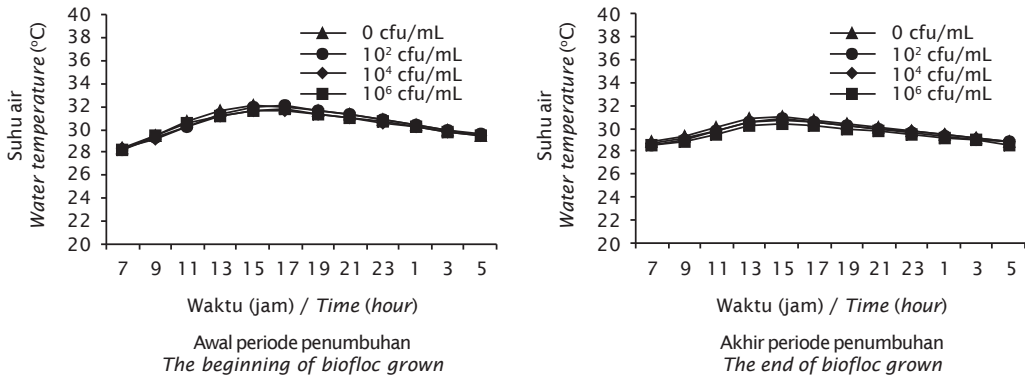 Suhu air
Water temperature (°C)
40
38
36
34
32
30
28
26
24
22
20
0 cfu/mL
10² cfu/mL
10⁴ cfu/mL
10⁶ cfu/mL
7 9 11 13 15 17 19 21 23 1 3 5
Waktu (jam) / Time (hour)
Awal periode penumbuhan
The beginning of biofloc grown
Suhu air
Water temperature (°C)
40
38
36
34
32
30
28
26
24
22
20
0 cfu/mL
10² cfu/mL
10⁴ cfu/mL
10⁶ cfu/mL
7 9 11 13 15 17 19 21 23 1 3 5
Waktu (jam) / Time (hour)
Akhir periode penumbuhan
The end of biofloc grown